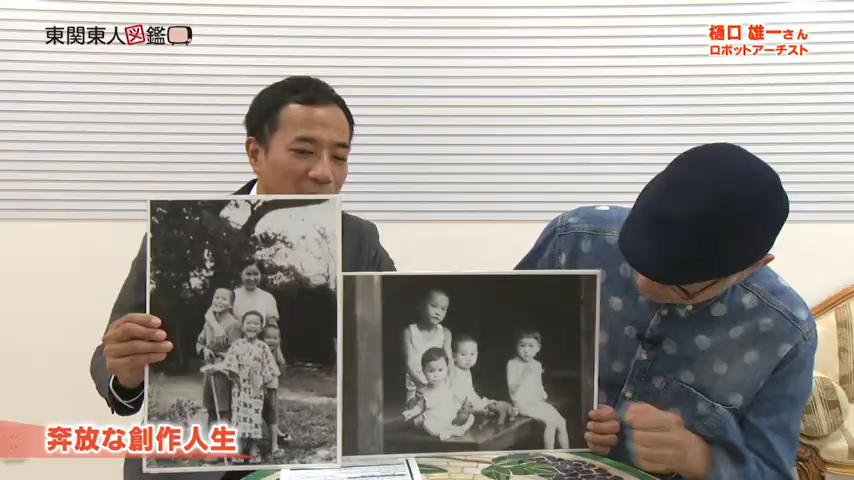 東関東人図鑑
樋口 雄一さん
ロボットアーチスト
奔放な創作人生